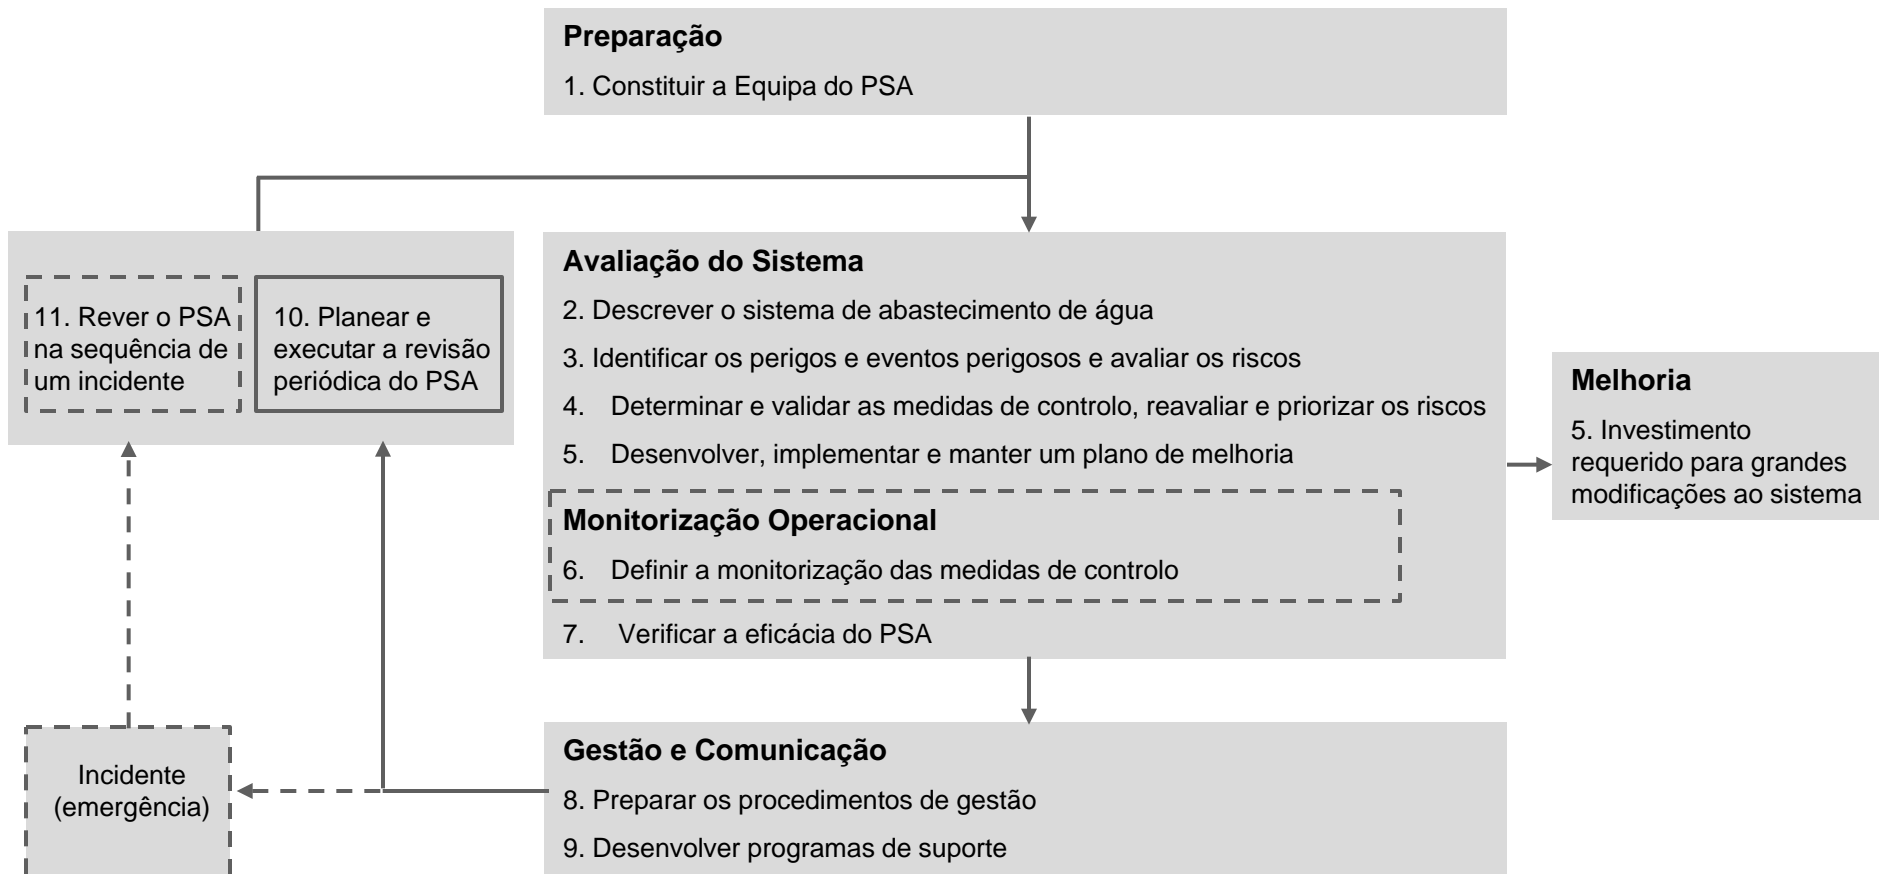 Preparação
1. Constituir a Equipa do PSA
11. Rever o PSA
na sequência de
um incidente
10. Planear e
executar a revisão
periódica do PSA
Avaliação do Sistema
2. Descrever o sistema de abastecimento de água
3. Identificar os perigos e eventos perigosos e avaliar os riscos
4. Determinar e validar as medidas de controlo, reavaliar e priorizar os riscos
5. Desenvolver, implementar e manter um plano de melhoria
Monitorização Operacional
6. Definir a monitorização das medidas de controlo
7. Verificar a eficácia do PSA
Melhoria
5. Investimento
requerido para grandes
modificações ao sistema
Incidente
(emergência)
Gestão e Comunicação
8. Preparar os procedimentos de gestão
9. Desenvolver programas de suporte